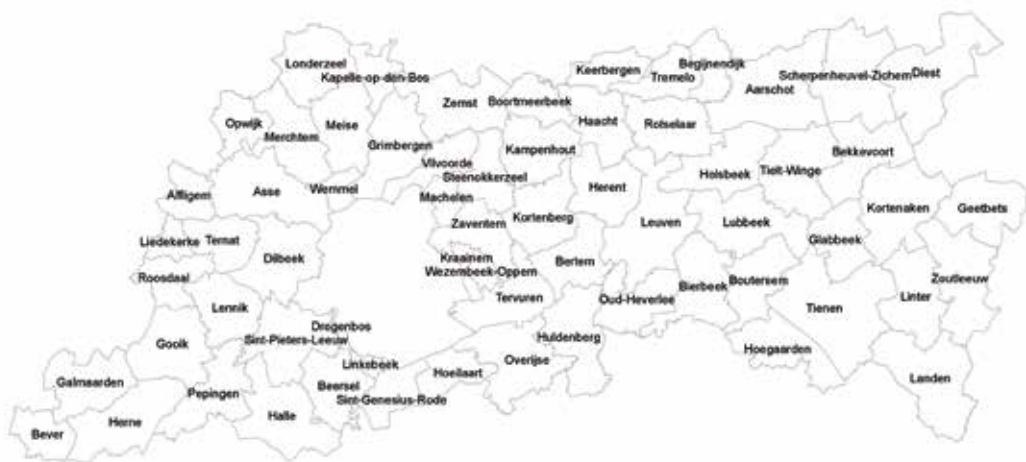 Londerzeel
Kapelle-op-den-Bos
Keerbergen
Tremelo
Begijnendijk
Scherpenheuvel-Zichem
Diest
Aarschot
Zemst
Boortmeerbeek
Haacht
Rotselaar
Opwijk
Merchtem
Meise
Grimbergen
Kampenhout
Vilvoorde
Steenokkerzeel
Holsbeek
Tielt-Winge
Bekkevoort
Affligem
Asse
Wemmel
Machelen
Herent
Kortenberg
Leuven
Lubbeek
Kortenaken
Geetbets
Zaventem
Glabbeek
Liedekerke
Ternat
Dilbeek
Kraainem
Wezembeek-Oppem
Bertem
Roosdaal
Tervuren
Oud-Heverlee
Bierbeek
Boutersem
Tienen
Linter
Zoutleeuw
Lennik
Drogenbos
Sint-Pieters-Leeuw
Huldenberg
Hoegaarden
Gooik
Linkebeek
Overijse
Hoeilaart
Galmaarden
Pepingen
Beersel
Sint-Genesius-Rode
Landen
Herne
Halle
Bever